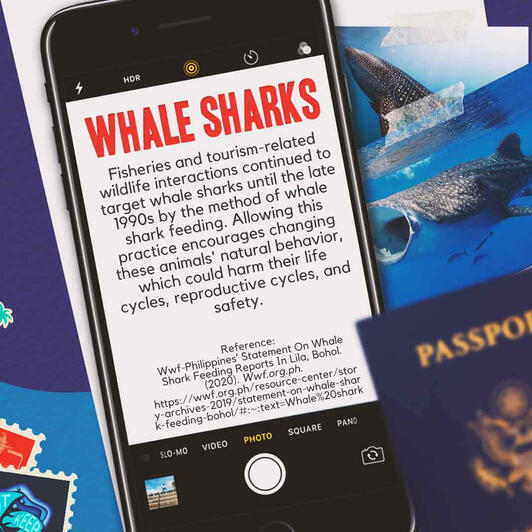 HDR
WHALE SHARKS
Fisheries and tourism-related
wildlife interactions continued to
target whale sharks until the late
1990s by the method of whale
shark feeding. Allowing this
practice encourages changing
these animals' natural behavior,
which could harm their life
cycles, reproductive cycles, and
safety.
Reference:
Wwf-Philippines' Statement On Whale
Shark Feeding Reports In Lila, Bohol.
(2020). Wwf.org.ph.
https://wwf.org.ph/resource-center/stor
y-archives-2019/statement-on-whale-shar
k-feeding-bohol/#:~:text=Whale%20shark
SLO-MO VIDEO PHOTO SQUARE PANO
PASSPO
KEEP